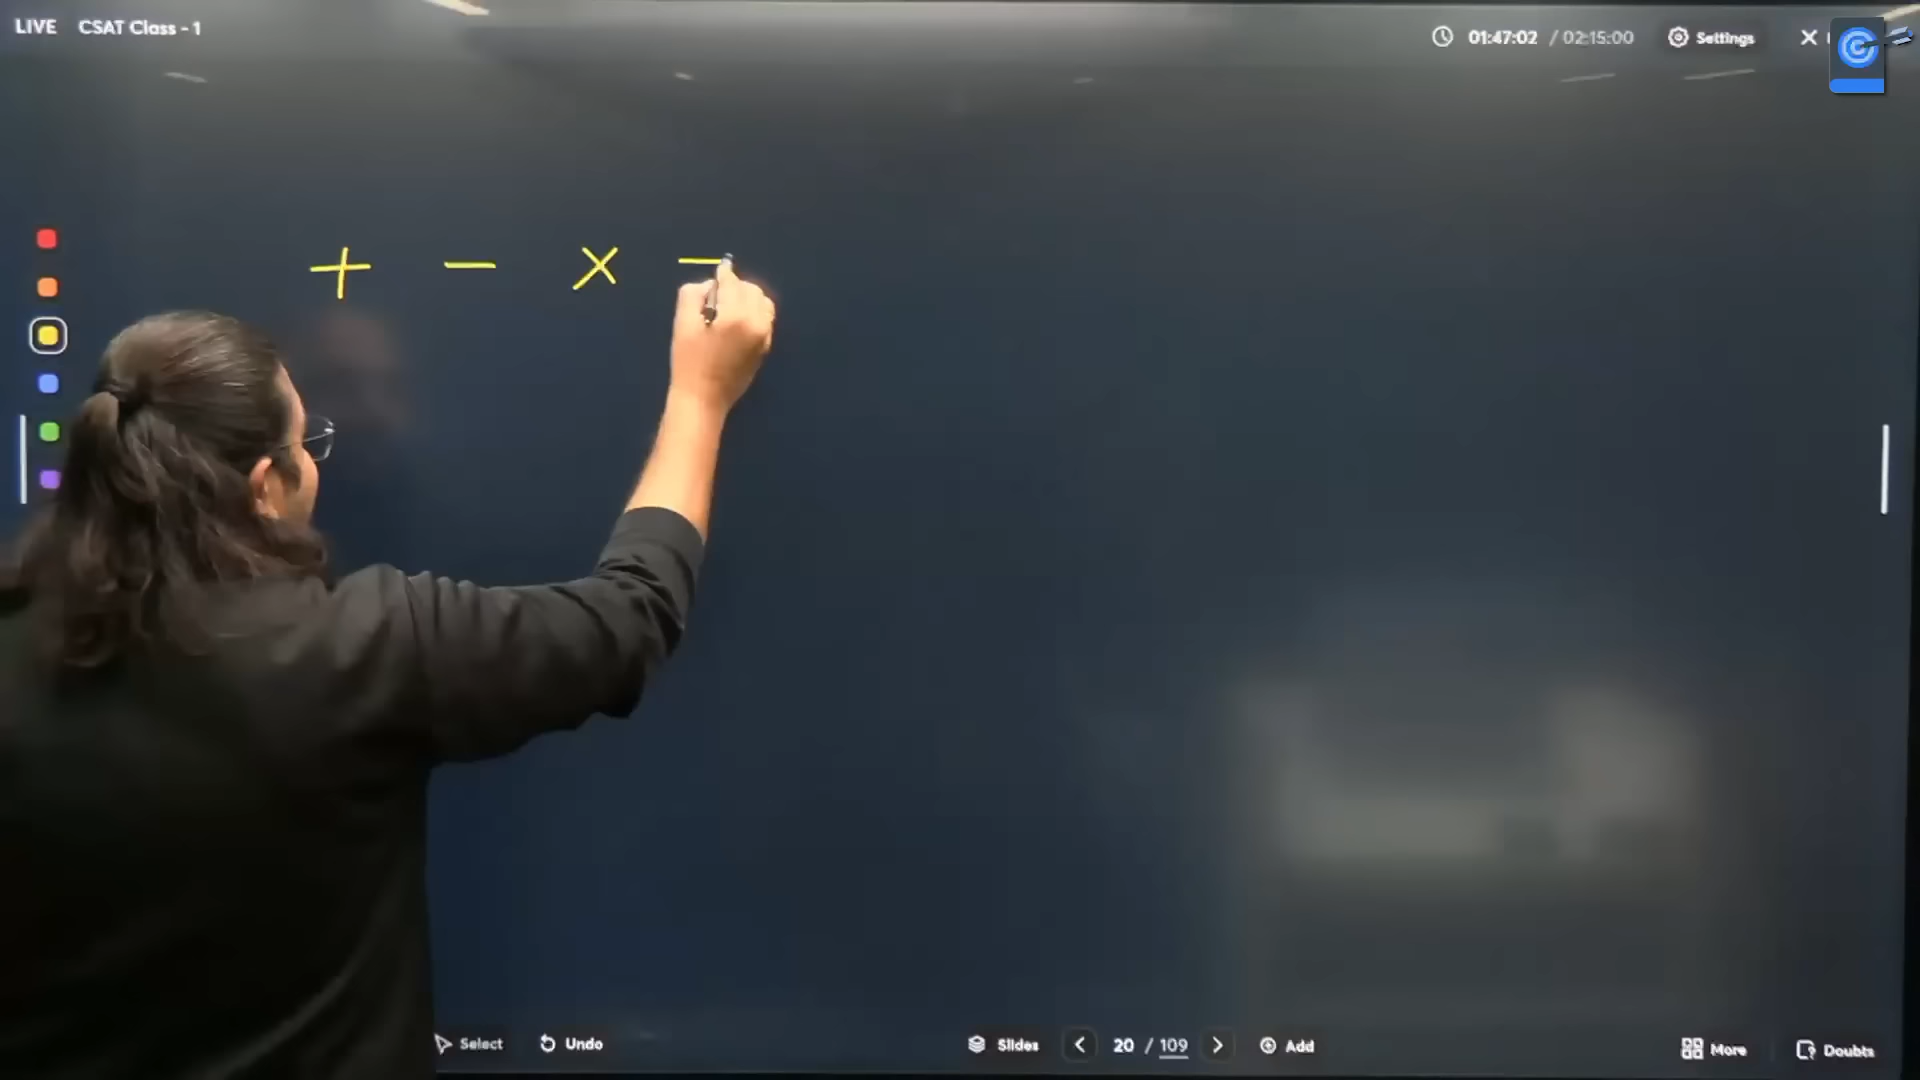 LIVE CSAT Class - 1 01:47:02 / 02:15:00 Settings
+ − × −
Select Undo Slides 20 / 109 Add More Doubts